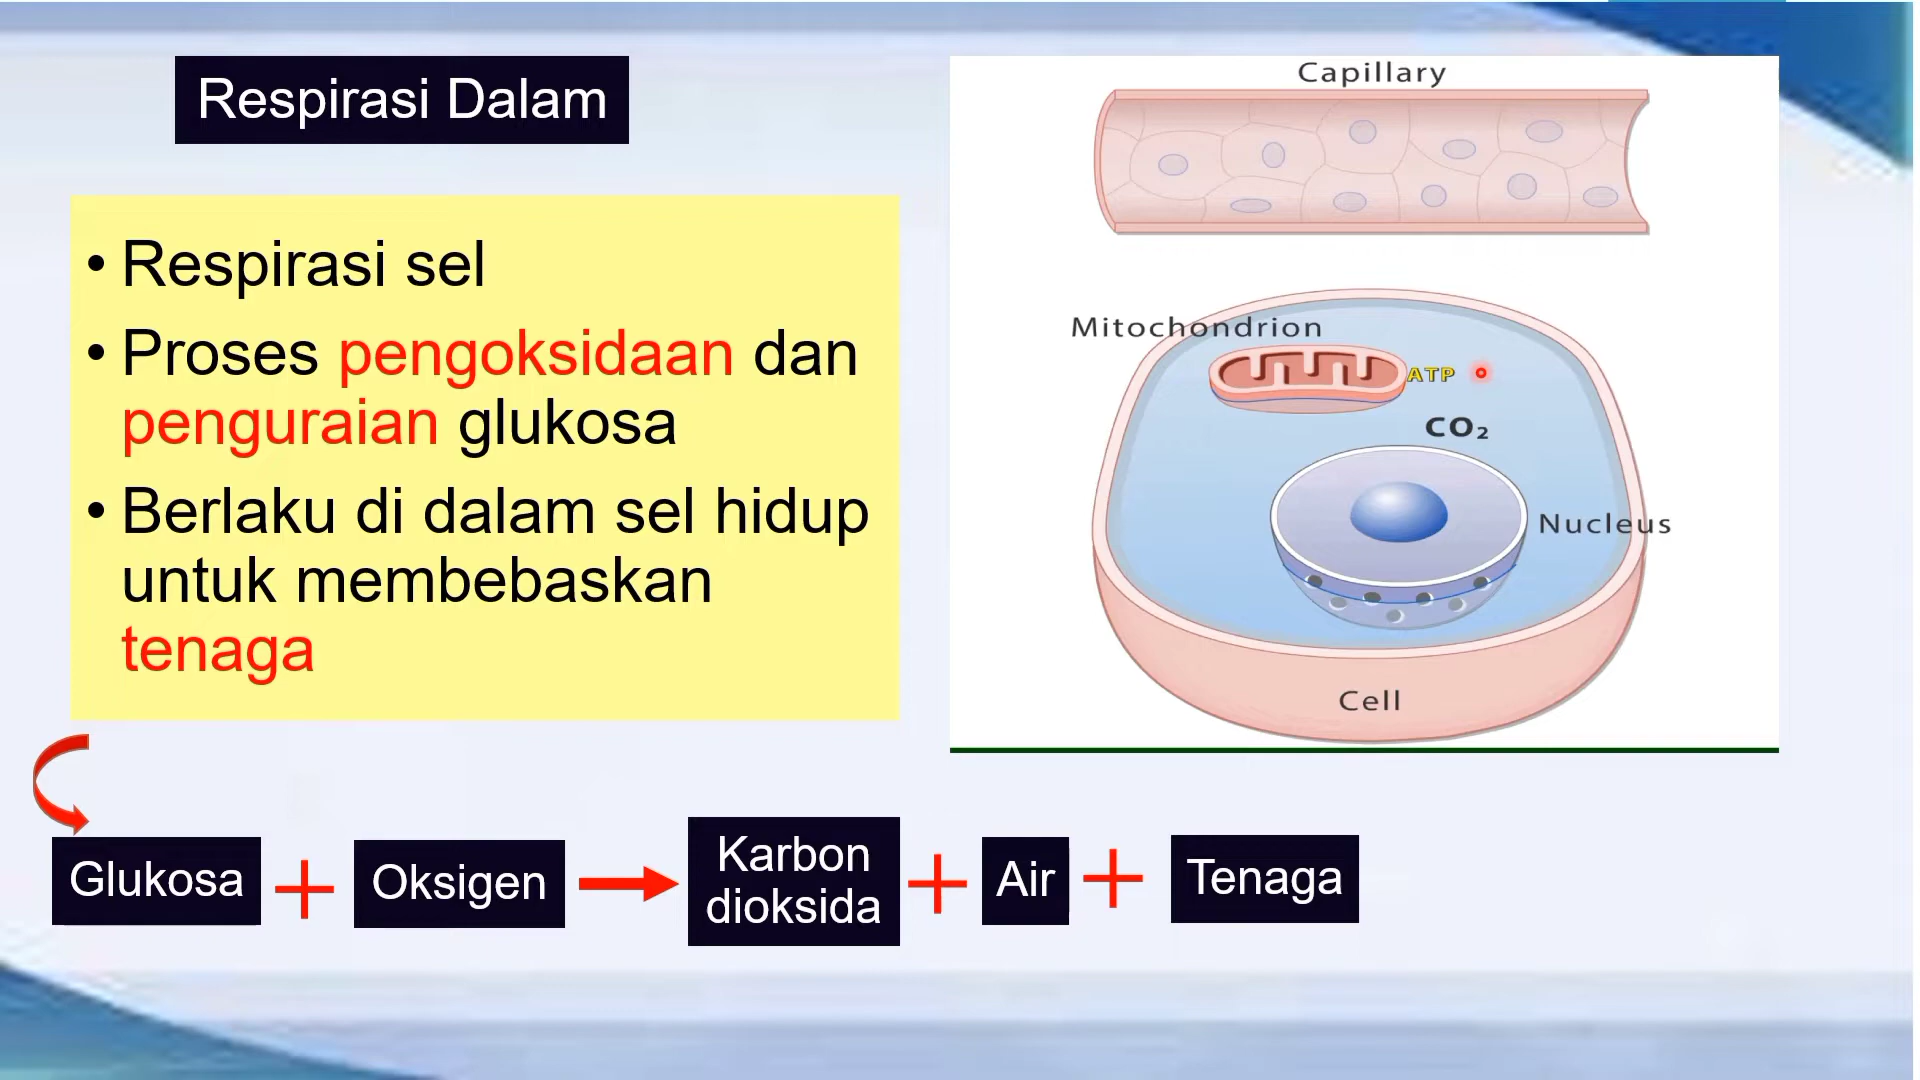 Respirasi Dalam
• Respirasi sel
• Proses pengoksidaan dan
penguraian glukosa
• Berlaku di dalam sel hidup
untuk membebaskan
tenaga
Capillary
Mitochondrion
ATP
CO₂
Nucleus
Cell
Glukosa + Oksigen → Karbon dioksida + Air + Tenaga